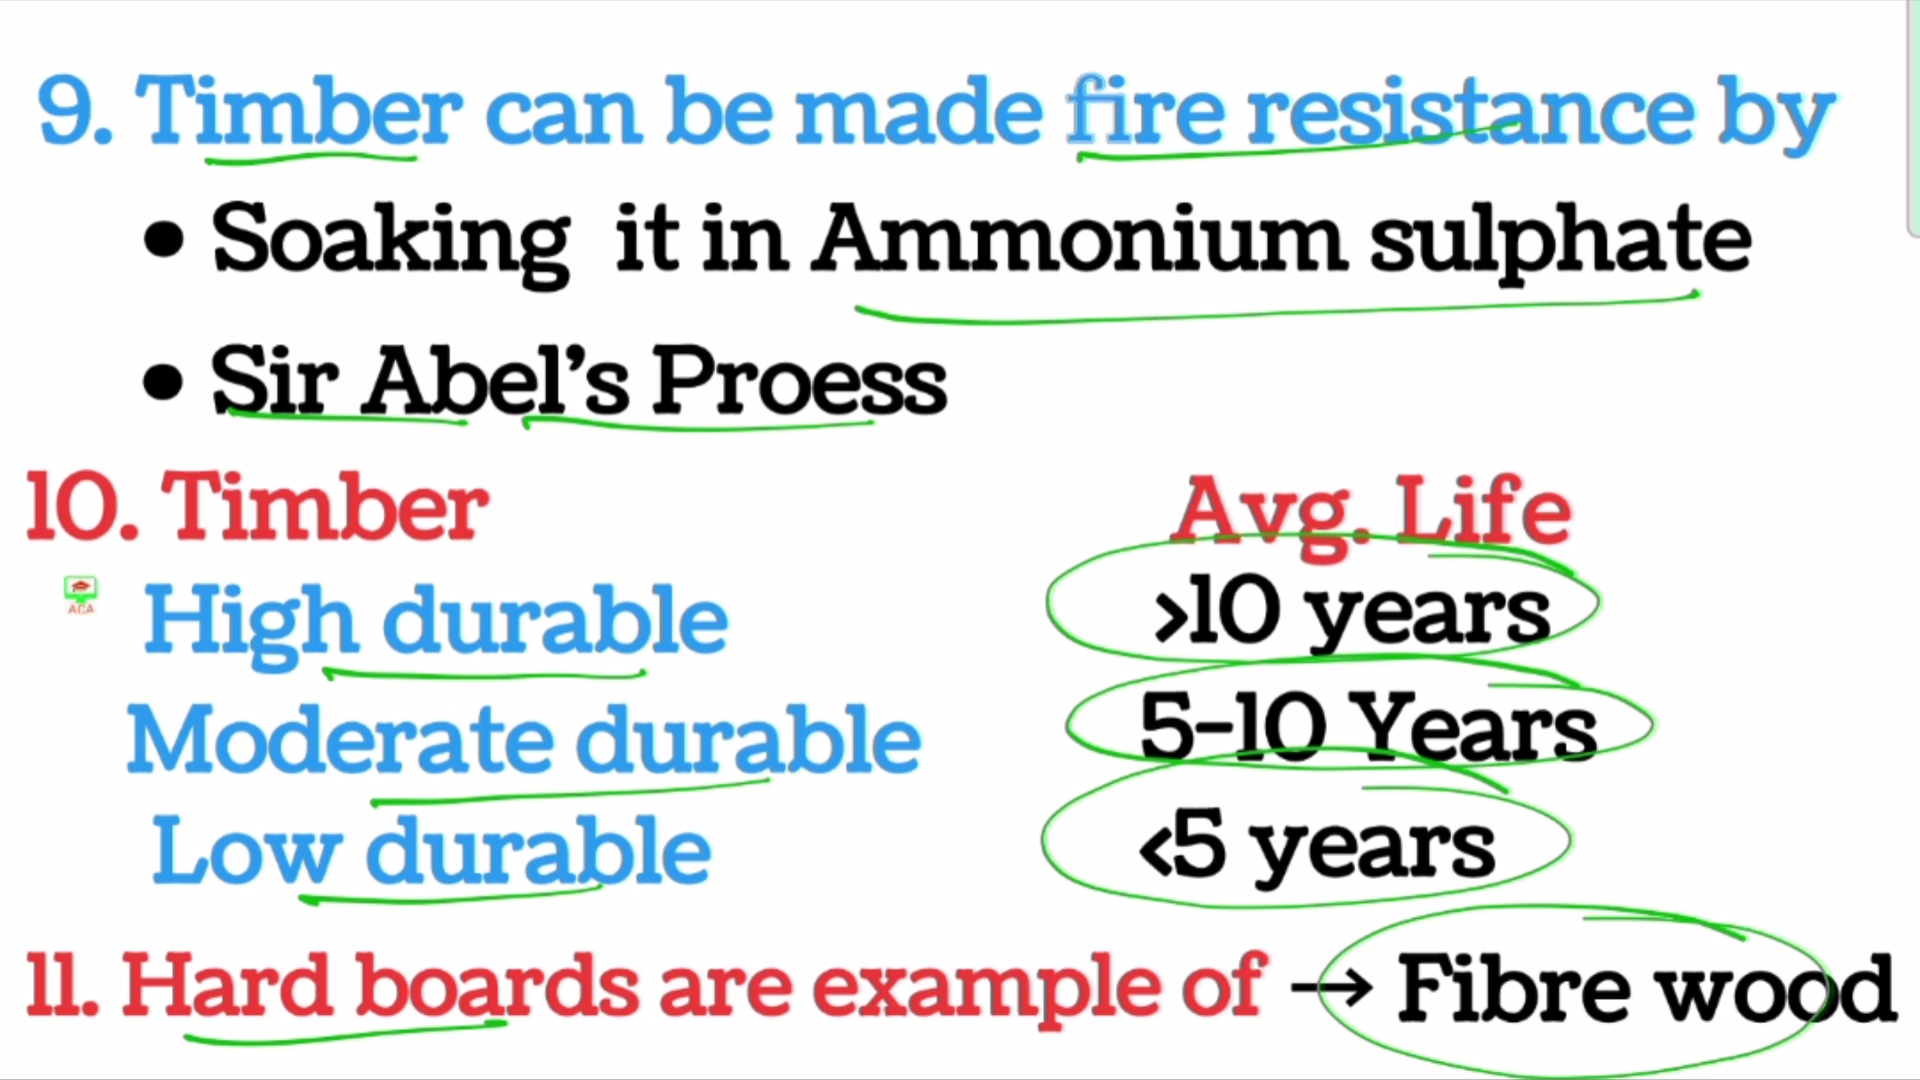 9. Timber can be made fire resistance by
• Soaking it in Ammonium sulphate
• Sir Abel's Proess
10. Timber Avg. Life
ACA
High durable >10 years
Moderate durable 5-10 Years
Low durable <5 years
11. Hard boards are example of → Fibre wood